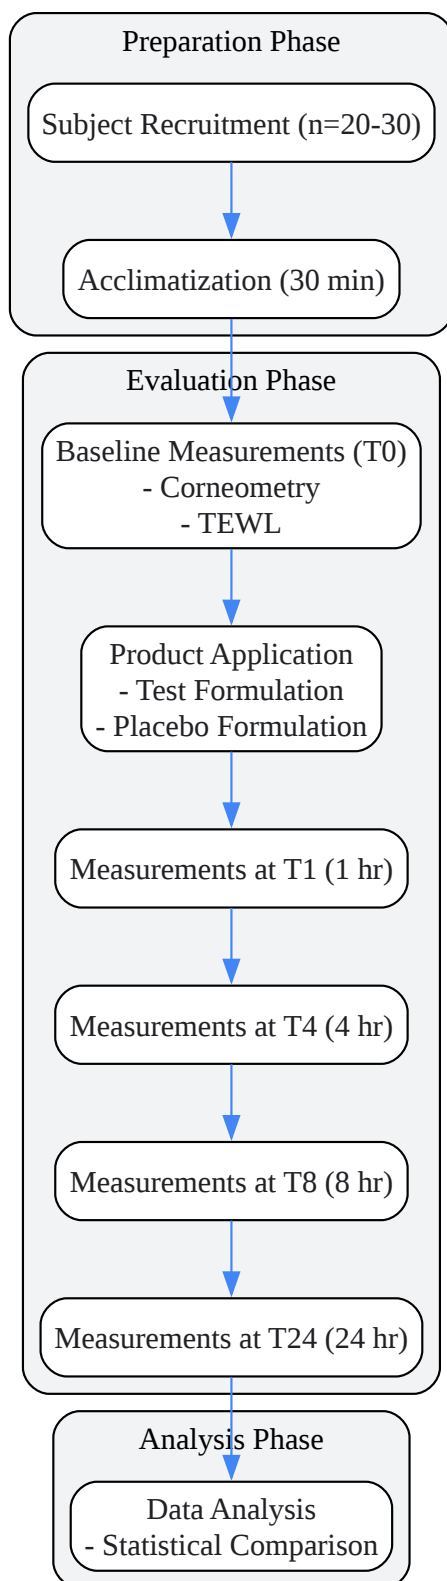 Preparation Phase
Subject Recruitment (n=20-30)
Acclimatization (30 min)
Evaluation Phase
Baseline Measurements (T0)
- Corneometry
- TEWL
Product Application
- Test Formulation
- Placebo Formulation
Measurements at T1 (1 hr)
Measurements at T4 (4 hr)
Measurements at T8 (8 hr)
Measurements at T24 (24 hr)
Analysis Phase
Data Analysis
- Statistical Comparison